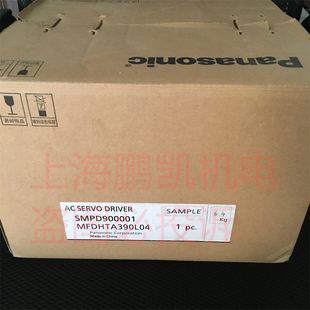 Panasonic
上海鹏凯机电
AC SERVO DRIVER
SAMPLE
SMPD900001
MFDHTA390L04
1 pc.
Kg
Panasonic Corporation
Made in China